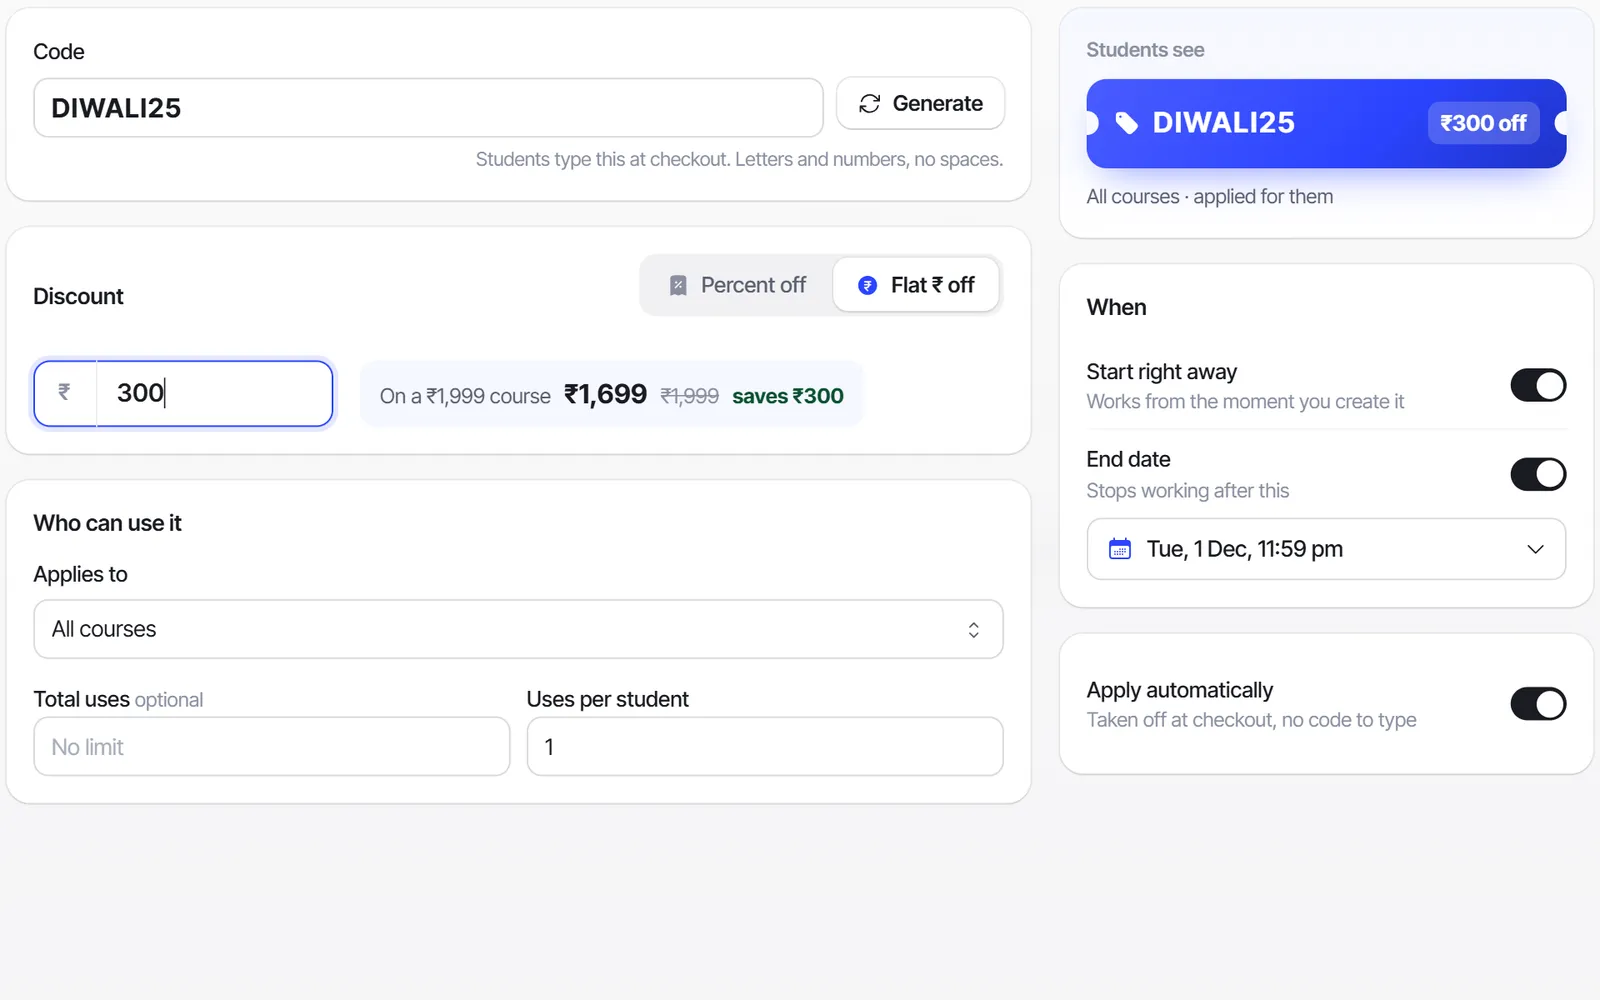 Code
DIWALI25
Generate
Students type this at checkout. Letters and numbers, no spaces.
Discount
Percent off
Flat ₹ off
₹ 300
On a ₹1,999 course ₹1,699 ₹1,999 saves ₹300
Who can use it
Applies to
All courses
Total uses optional
No limit
Uses per student
1
Students see
DIWALI25 ₹300 off
All courses · applied for them
When
Start right away
Works from the moment you create it
End date
Stops working after this
Tue, 1 Dec, 11:59 pm
Apply automatically
Taken off at checkout, no code to type